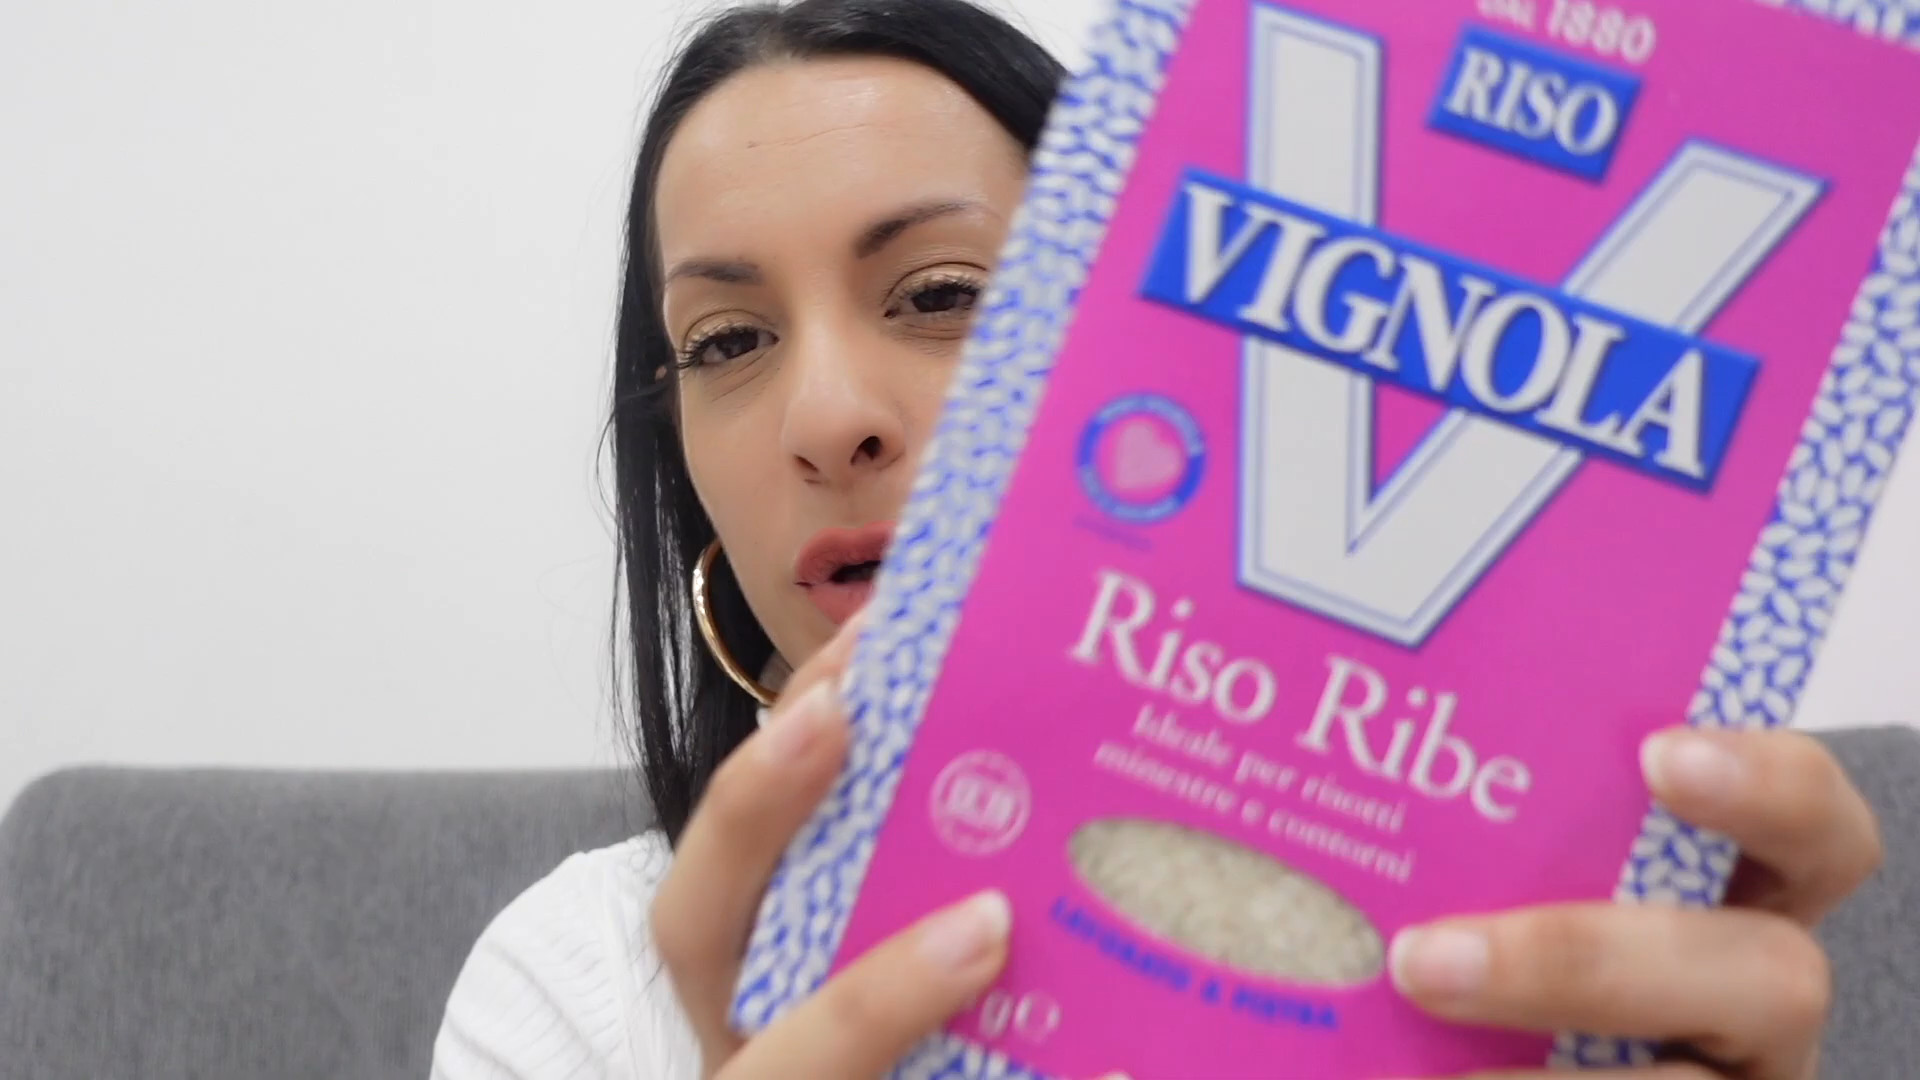 DAL 1880
RISO
VIGNOLA
Riso Ribe
Ideale per risotti
minestre e contorni
LAVORATO A PIETRA
g e